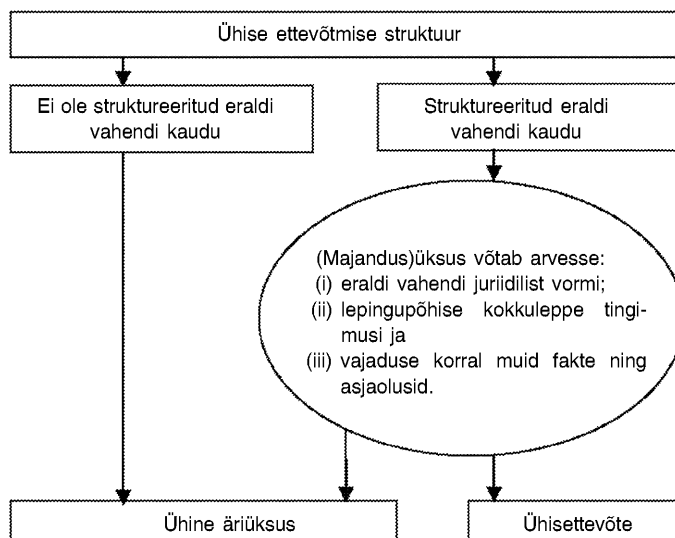 Ühise ettevõtmise struktuur
Ei ole struktureeritud eraldi
vahendi kaudu
Struktureeritud eraldi
vahendi kaudu
(Majandus)üksus võtab arvesse:
(i) eraldi vahendi juriidilist vormi;
(ii) lepingupõhise kokkuleppe tingi-
musi ja
(iii) vajaduse korral muid fakte ning
asjaolusid.
Ühine äriüksus
Ühisettevõte